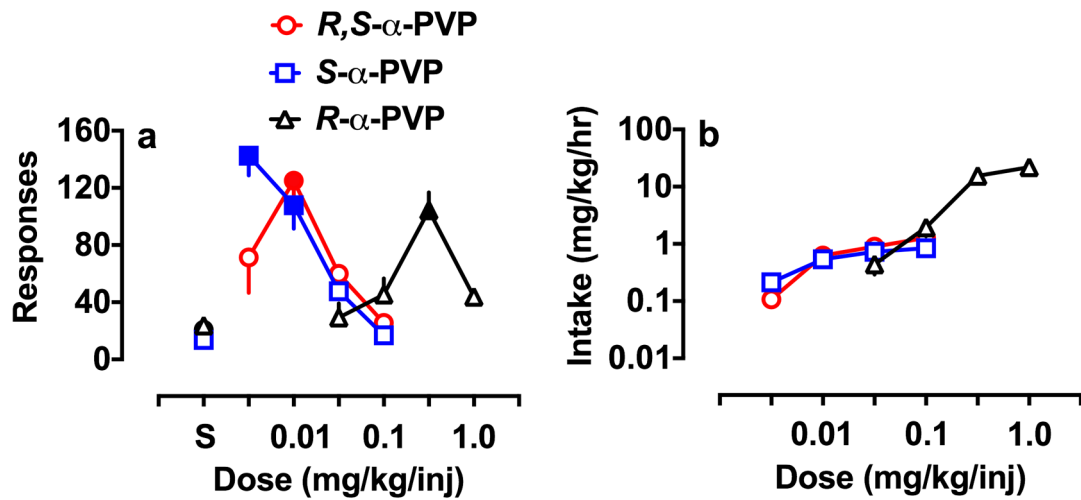 R,S-α-PVP
S-α-PVP
R-α-PVP
a
Responses
160
120
80
40
0
S
0.01
0.1
1.0
Dose (mg/kg/inj)
b
Intake (mg/kg/hr)
100
10
1
0.1
0.01
0.01
0.1
1.0
Dose (mg/kg/inj)